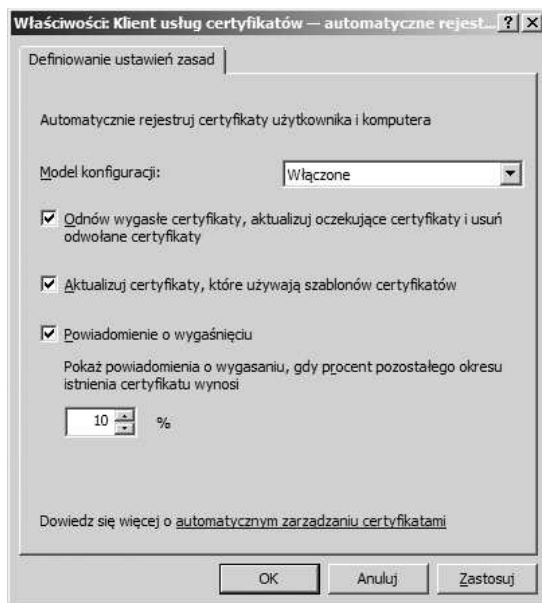 Właściwości: Klient usług certyfikatów — automatyczne rejest...
Definiowanie ustawień zasad
Automatycznie rejestruj certyfikaty użytkownika i komputera
Model konfiguracji:
Włączone
Odnów wygasłe certyfikaty, aktualizuj oczekujące certyfikaty i usuń
odwołane certyfikaty
Aktualizuj certyfikaty, które używają szablonów certyfikatów
Powiadomienie o wygaśnięciu
Pokaż powiadomienia o wygasaniu, gdy procent pozostałego okresu
istnienia certyfikatu wynosi
10 %
Dowiedz się więcej o automatycznym zarządzaniu certyfikatami
OK Anuluj Zastosuj